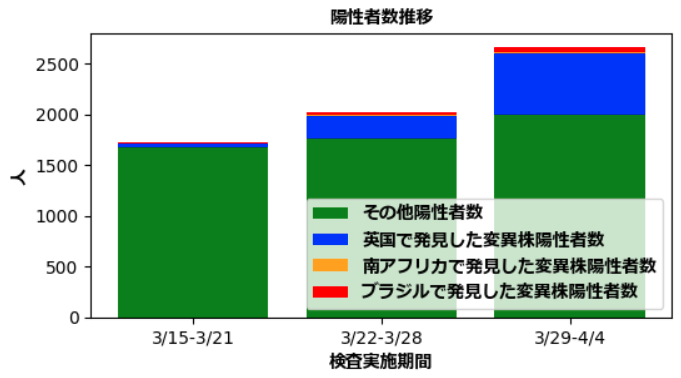 陽性者数推移
人
2500
2000
1500
1000
500
0
その他陽性者数
英国で発見した変異株陽性者数
南アフリカで発見した変異株陽性者数
ブラジルで発見した変異株陽性者数
3/15-3/21
3/22-3/28
3/29-4/4
検査実施期間